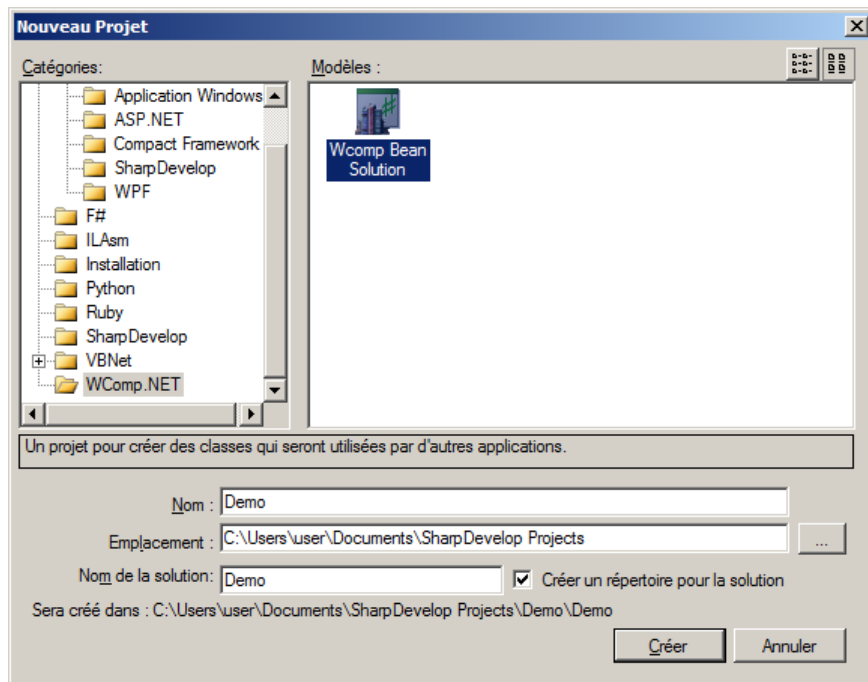 Nouveau Projet
Catégories:
Modèles :
Application Windows
ASP.NET
Compact Framework
SharpDevelop
WPF
F#
ILAsm
Installation
Python
Ruby
SharpDevelop
VBNet
WComp.NET
Wcomp Bean
Solution
Un projet pour créer des classes qui seront utilisées par d'autres applications.
Nom : Demo
Emplacement : C:\Users\user\Documents\SharpDevelop Projects ...
Nom de la solution: Demo Créer un répertoire pour la solution
Sera créé dans : C:\Users\user\Documents\SharpDevelop Projects\Demo\Demo
Créer Annuler